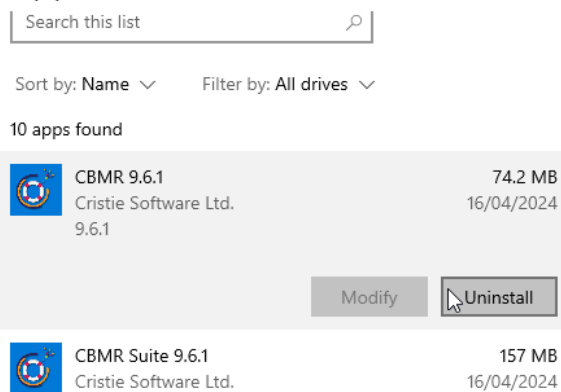 Search this list
Sort by: Name Filter by: All drives
10 apps found
CBMR 9.6.1 74.2 MB
Cristie Software Ltd. 16/04/2024
9.6.1
Modify Uninstall
CBMR Suite 9.6.1 157 MB
Cristie Software Ltd. 16/04/2024